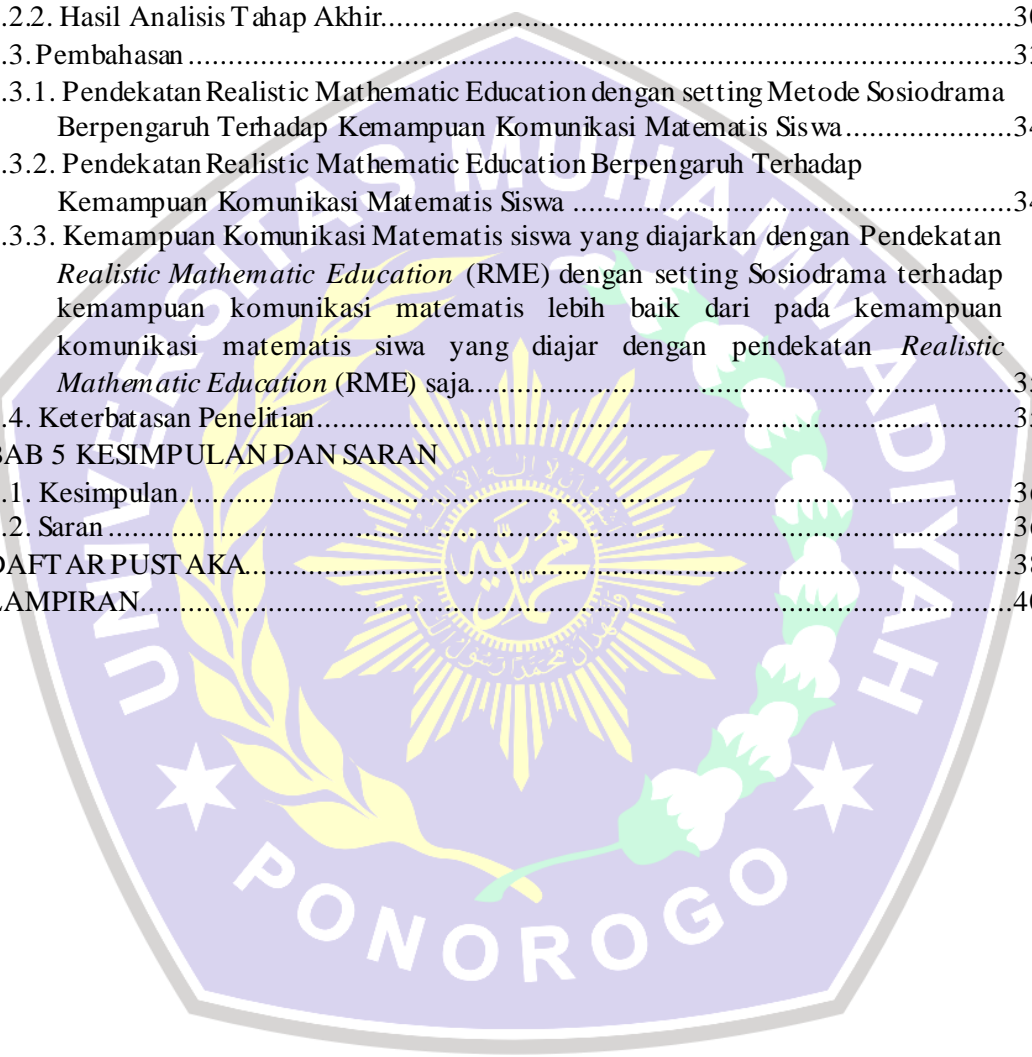 .2.2. Hasil Analisis Tahap Akhir.......................................................................................30
.3. Pembahasan ...............................................................................................................3
.3.1. Pendekatan Realistic Mathematic Education dengan setting Metode Sosiodrama
Berpengaruh Terhadap Kemampuan Komunikasi Matematis Siswa....................34
.3.2. Pendekatan Realistic Mathematic Education Berpengaruh Terhadap
Kemampuan Komunikasi Matematis Siswa .......................................................34
.3.3. Kemampuan Komunikasi Matematis siswa yang diajarkan dengan Pendekatan
Realistic Mathematic Education (RME) dengan setting Sosiodrama terhadap
kemampuan komunikasi matematis lebih baik dari pada kemampuan
komunikasi matematis siwa yang diajar dengan pendekatan Realistic
Mathematic Education (RME) saja....................................................................3
.4. Keterbatasan Penelitian.......................................................................................3
BAB 5 KESIMPULAN DAN SARAN
.1. Kesimpulan........................................................................................................36
.2. Saran .................................................................................................................36
DAFTAR PUSTAKA................................................................................................38
LAMPIRAN.............................................................................................................40
UNIVERSITAS MUHAMMADIYAH
PONOROGO
محمدية